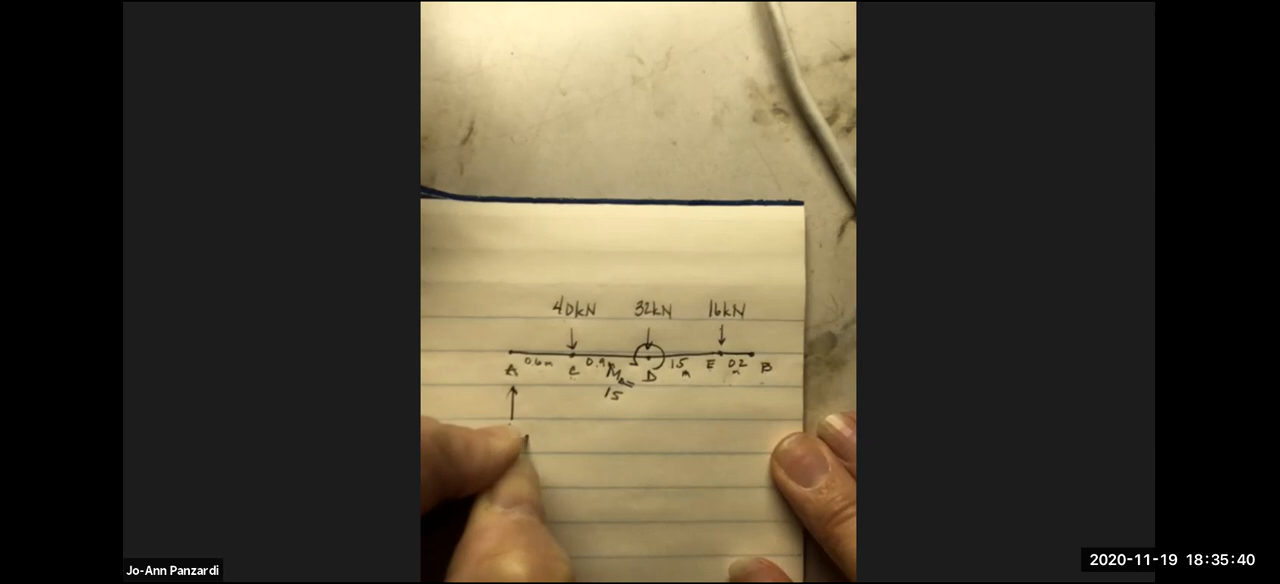 40kN 32kN 16kN
0.6m 0.9 1.5 0.2
A C D m E m B
15
Jo-Ann Panzardi
2020-11-19 18:35:40